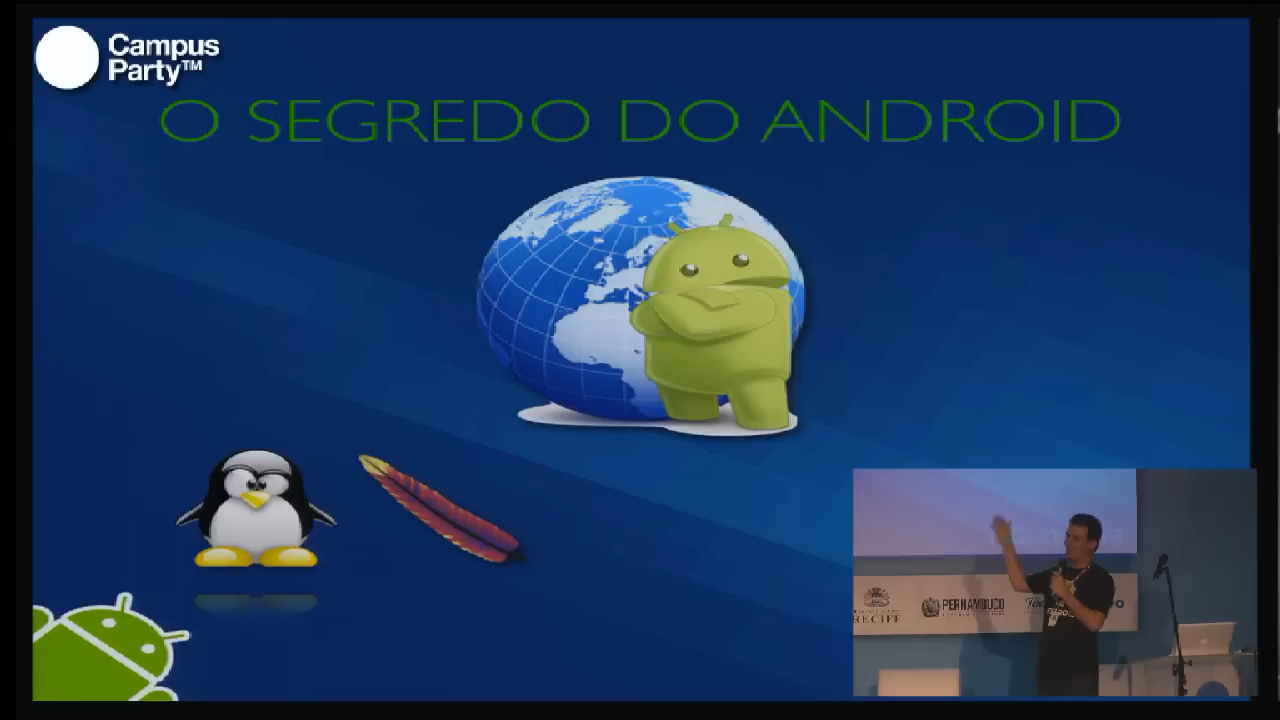 Campus
Party™
O SEGREDO DO ANDROID
RECIFE
PERNAMBUCO